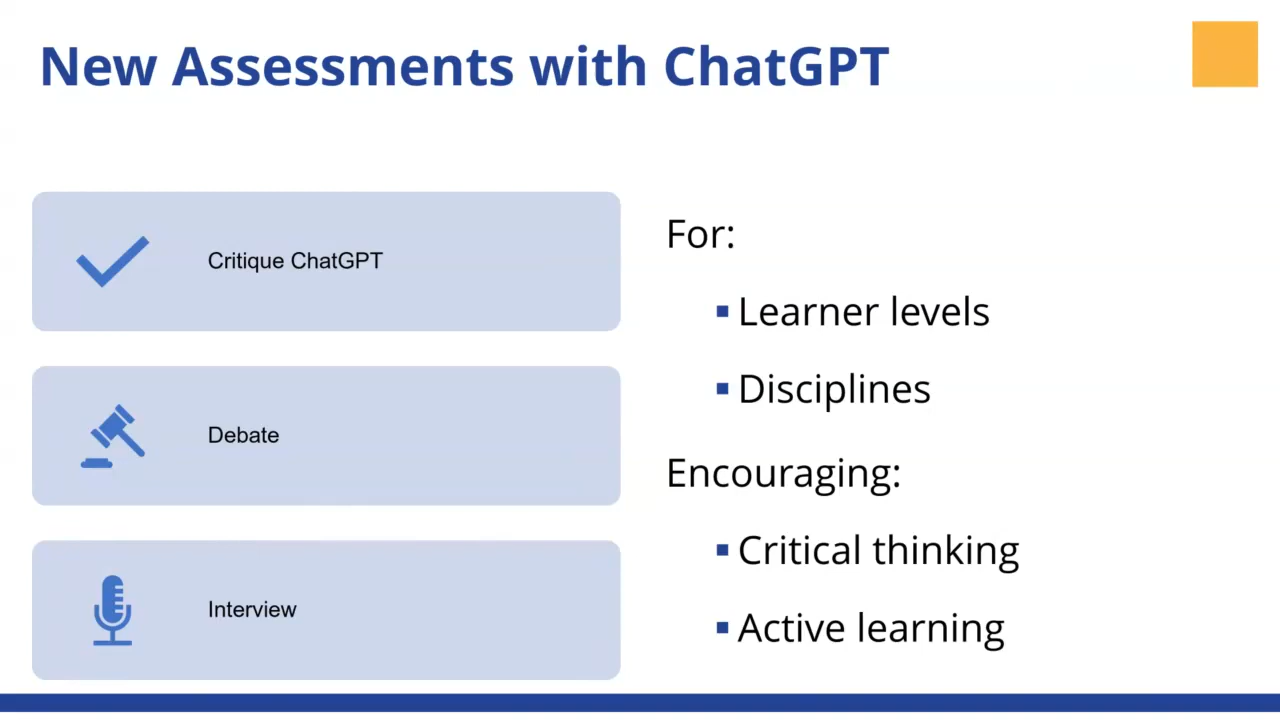 New Assessments with ChatGPT
Critique ChatGPT
Debate
Interview
For:
Learner levels
Disciplines
Encouraging:
Critical thinking
Active learning